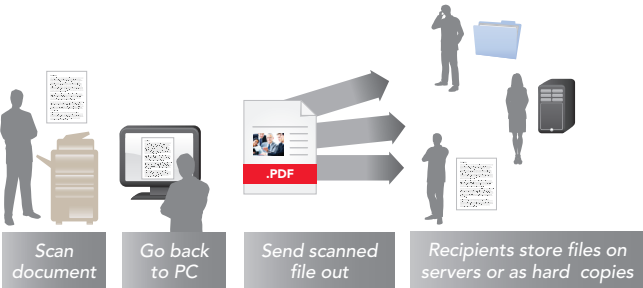 .PDF
Scan
document
Go back
to PC
Send scanned
file out
Recipients store files on
servers or as hard copies